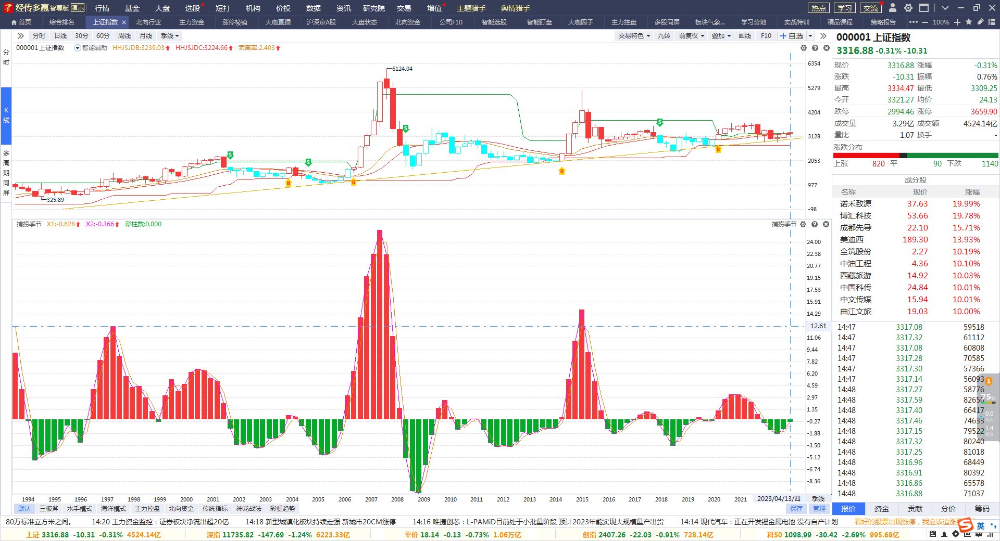 经传多赢 智尊版 演示 行情 基金 大盘 选股 短打 机构 价投 数据 资讯 研究院 交易 增值 主题猎手 舆情猎手 热点 学习 交流
首页 综合排名 上证指数 北向行业 主力资金 涨停棱镜 大咖直播 沪深京A股 大盘状态 北向资金 公司F10 智能选股 智能盯盘 大咖圈子 主力控盘 多股同屏 板块气象... 学习营地 实战特训 精品课程 策略报告 100%
分时 日线 30分 60分 周线 月线 季线 交易特色 九转 前复权 叠加 画线 F10 自选
分时
K线
多周期同屏
000001 上证指数 智能辅助 HHJSJDB:3239.03 HHJSJDC:3224.66 乖离率:2.403
6354
5279
4204
3128
2053
977
-98
6124.04
325.89
S S S S
B B B B
捕捞季节 X1:-0.828 X2:-0.366 彩柱数:0.000 捕捞季节
24.00
22.38
20.77
19.15
17.53
15.91
14.29
12.61
11.06
9.44
7.82
6.20
4.59
2.97
1.35
-0.27
-1.88
-3.50
-5.12
-6.74
-8.36
1994 1995 1996 1997 1998 1999 2000 2001 2002 2003 2004 2005 2006 2007 2008 2009 2010 2011 2012 2013 2014 2015 2016 2017 2018 2019 2020 2021 2023/04/13/四 季线
默认 三板斧 水手模式 海洋模式 主力控盘 北向资金 传统指标 神龙战法 彩虹趋势 保存 管理
000001 上证指数
3316.88 -0.31% -10.31
现价 3316.88 涨幅 -0.31%
涨跌 -10.31 振幅 0.76%
最高 3334.47 最低 3309.25
今开 3321.27 均价 24.13
跌停 2994.46 涨停 3659.90
成交量 3.29亿 成交额 4524.14亿
量比 1.07 换手 -
涨跌分布
上涨 820 平 90 下跌 1140
成分股
名称 现价 涨幅
诺禾致源 37.63 19.99%
博汇科技 53.66 19.78%
成都先导 22.10 15.71%
美迪西 189.30 13.93%
全筑股份 2.27 10.19%
中油工程 4.36 10.10%
西藏旅游 14.92 10.03%
中国科传 24.84 10.01%
中文传媒 15.94 10.01%
曲江文旅 19.03 10.00%
14:47 3317.08 59518
14:47 3317.32 61112
14:47 3317.08 60808
14:47 3317.28 70585
14:47 3317.30 57366
14:47 3317.14 56093
14:48 3317.27 58776
14:48 3317.59 82650
14:48 3317.40 66417
14:48 3317.46 74633
14:48 3317.15 79522
14:48 3317.32 80240
14:48 3317.25 81018
14:48 3316.96 68449
14:48 3316.91 80392
14:48 3316.86 65578
14:48 3316.88 71037
1
75%
0.0
K/s
1.4
K/s
报价 资金 贡献 分价 筹码
80万标准立方米之间。 14:20 主力资金监控：证券板块净流出超20亿 14:18 新型城镇化板块持续走强 新城市20CM涨停 14:16 唯捷创芯：L-PAMiD目前处于小批量阶段 预计2023年能实现大规模量产出货 14:14 现代汽车：正在开发锂金属电池 没有自产计划 看好的股票出现涨停，我应该追涨
上证 3316.88 -10.31 -0.31% 4524.14亿 深指 11735.82 -147.69 -1.24% 6223.33亿 平价 18.14 -0.13 -0.73% 1.06万亿 创指 2407.26 -22.03 -0.91% 728.14亿 科50 1098.99 -30.42 -2.69% 995.68亿
S 英